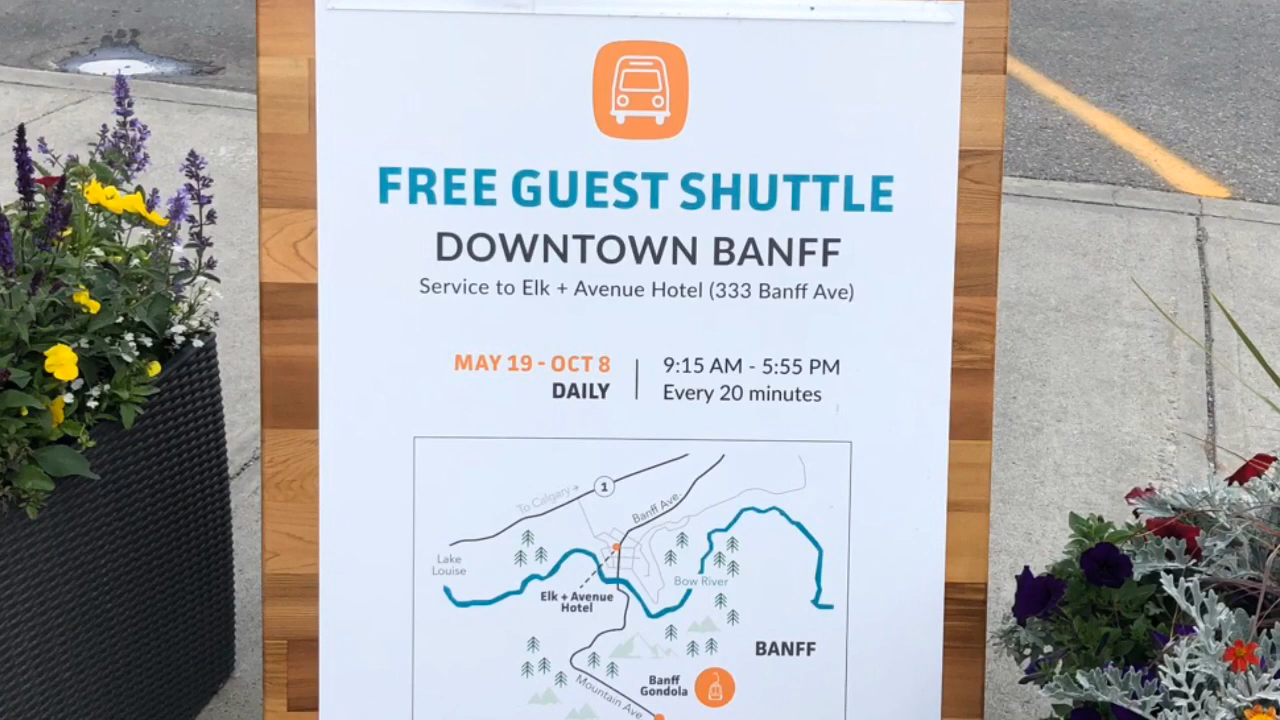 FREE GUEST SHUTTLE
DOWNTOWN BANFF
Service to Elk + Avenue Hotel (333 Banff Ave)
MAY 19 - OCT 8
DAILY
9:15 AM - 5:55 PM
Every 20 minutes
To Calgary
1
Banff Ave.
Lake
Louise
Bow River
Elk + Avenue
Hotel
BANFF
Banff
Gondola
Mountain Ave.